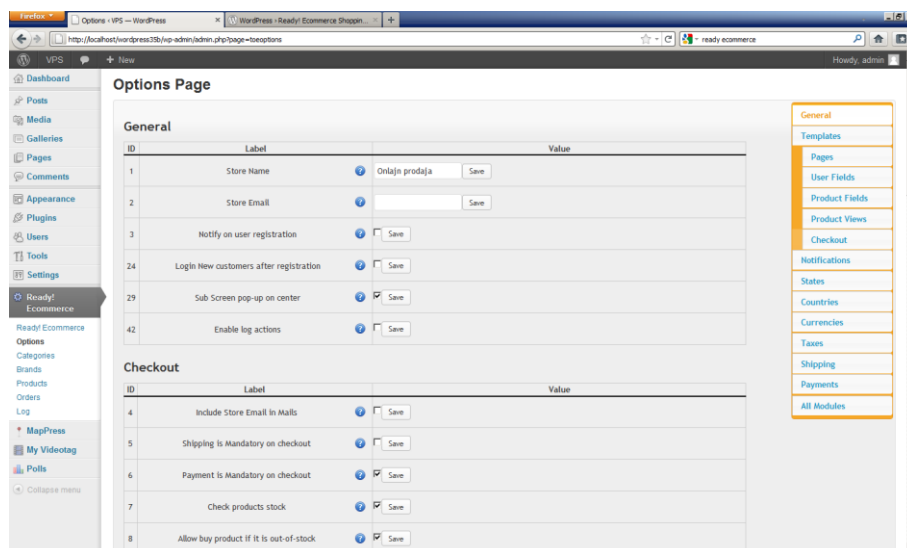 Firefox
Options ‹ VPS — WordPress
WordPress › Ready! Ecommerce Shoppin...
http://localhost/wordpress35b/wp-admin/admin.php?page=toeoptions
ready ecommerce
VPS
+ New
Howdy, admin
Dashboard
Posts
Media
Galleries
Pages
Comments
Appearance
Plugins
Users
Tools
Settings
Ready!
Ecommerce
Ready! Ecommerce
Options
Categories
Brands
Products
Orders
Log
MapPress
My Videotag
Polls
Collapse menu
Options Page
General
ID Label Value
1 Store Name ? Onlajn prodaja Save
2 Store Email ? Save
3 Notify on user registration ? Save
24 Login New customers after registration ? Save
29 Sub Screen pop-up on center ? Save
42 Enable log actions ? Save
Checkout
ID Label Value
4 Include Store Email in Mails ? Save
5 Shipping is Mandatory on checkout ? Save
6 Payment is Mandatory on checkout ? Save
7 Check products stock ? Save
8 Allow buy product if it is out-of-stock ? Save
General
Templates
Pages
User Fields
Product Fields
Product Views
Checkout
Notifications
States
Countries
Currencies
Taxes
Shipping
Payments
All Modules